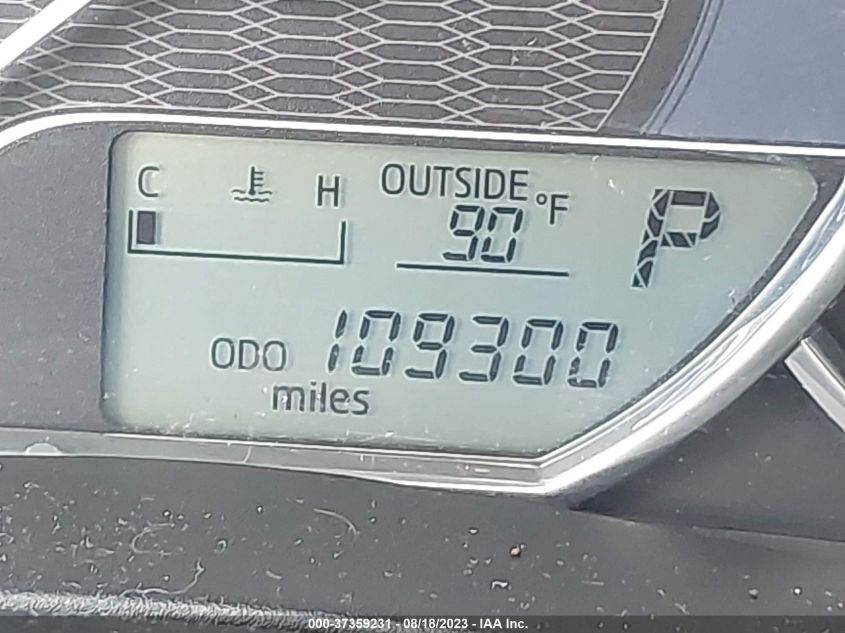 C H OUTSIDE °F P
90
ODO 109300
miles
000-37359231 - 08/18/2023 - IAA Inc.